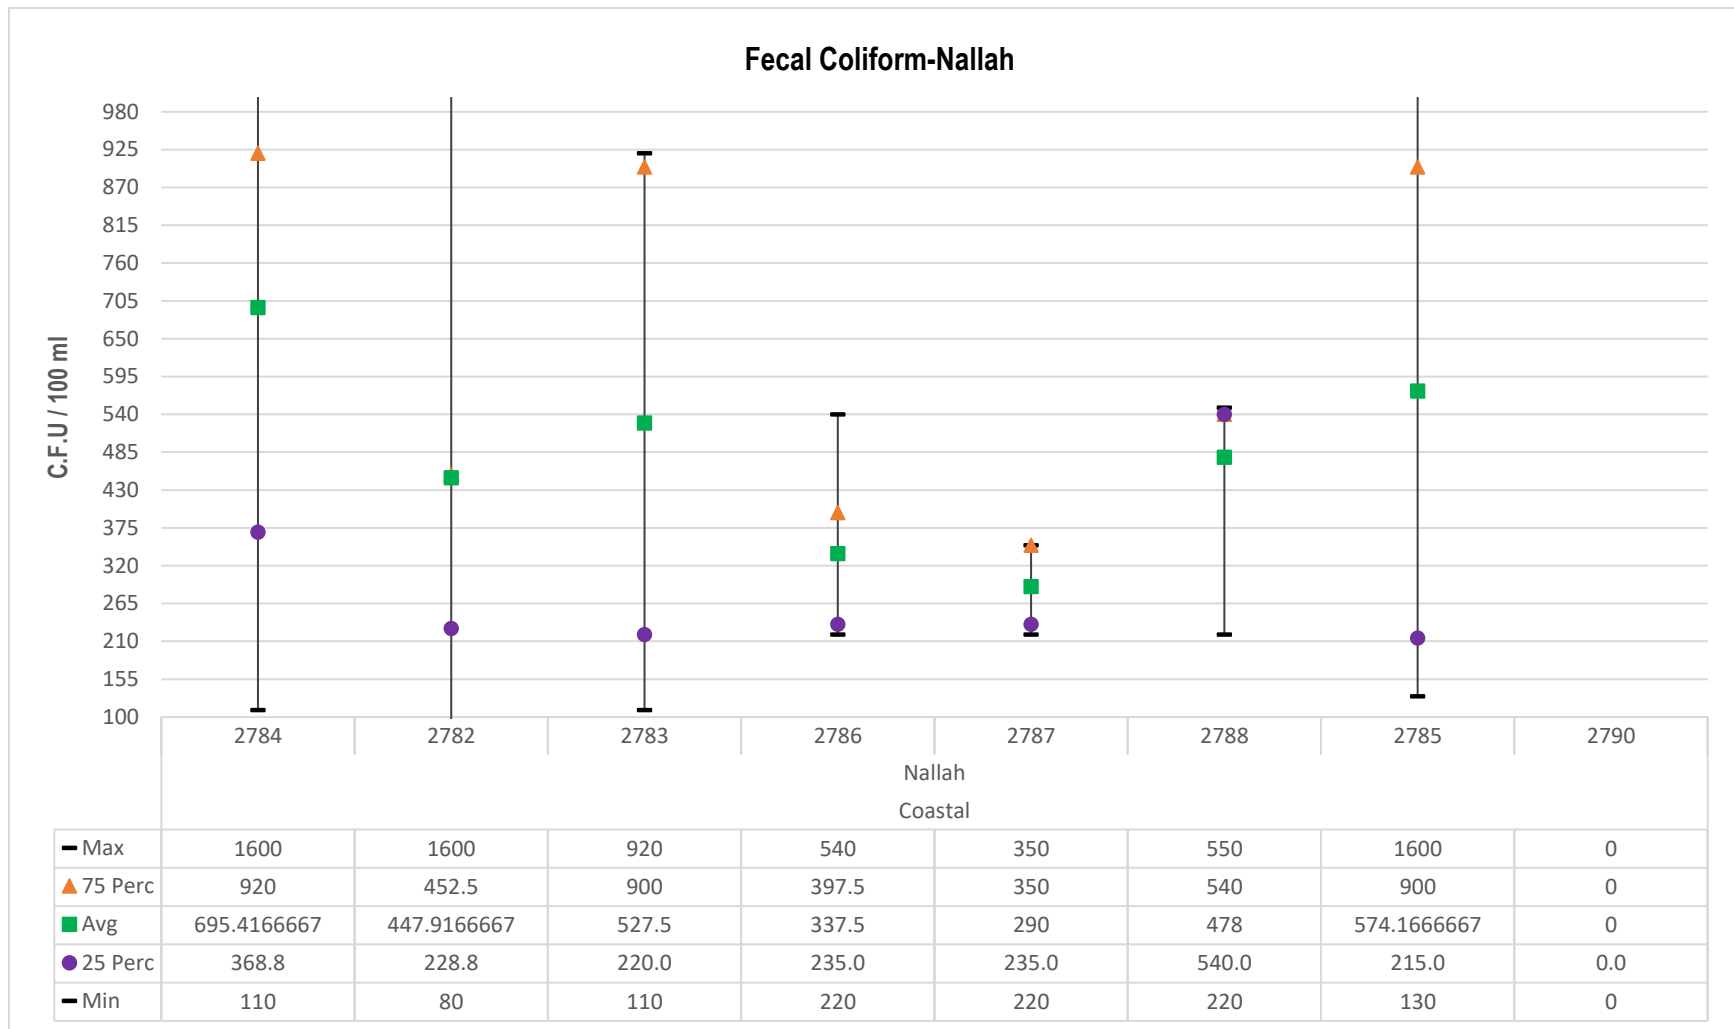 Fecal Coliform-Nallah
C.F.U / 100 ml
980
925
870
815
760
705
650
595
540
485
430
375
320
265
210
155
100
2784 2782 2783 2786 2787 2788 2785 2790
Nallah
Coastal
Max 1600 1600 920 540 350 550 1600 0
75 Perc 920 452.5 900 397.5 350 540 900 0
Avg 695.4166667 447.9166667 527.5 337.5 290 478 574.1666667 0
25 Perc 368.8 228.8 220.0 235.0 235.0 540.0 215.0 0.0
Min 110 80 110 220 220 220 130 0